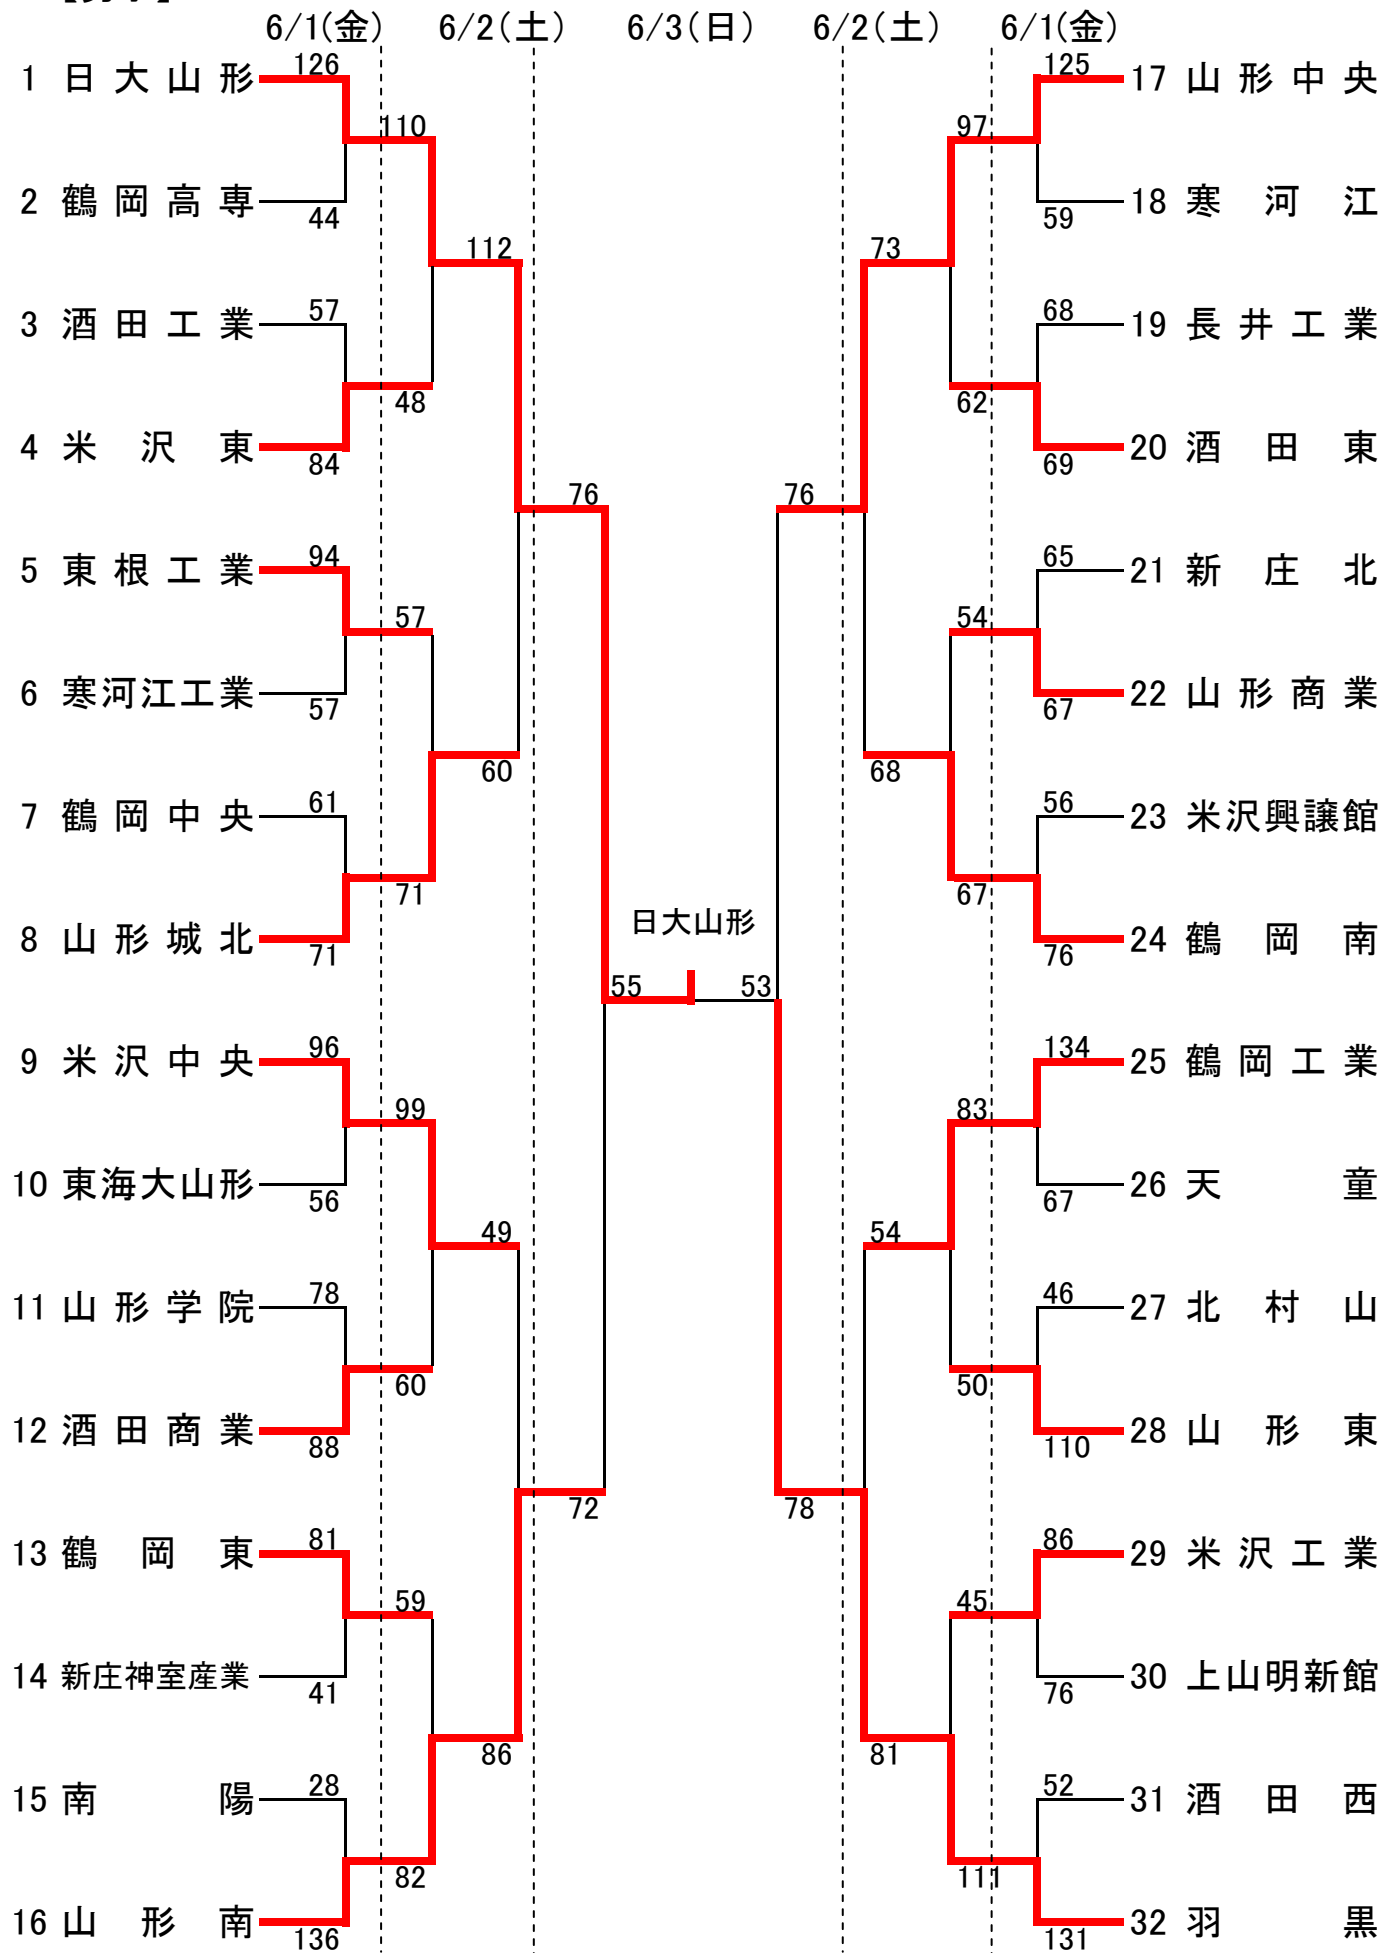 6/1(金) 6/2(土) 6/3(日) 6/2(土) 6/1(金)
1 日大山形 126 125 17 山形中央
110 97
2 鶴岡高専 44 59 18 寒河江
112 73
3 酒田工業 57 68 19 長井工業
48 62
4 米沢東 84 69 20 酒田東
76 76
5 東根工業 94 65 21 新庄北
57 54
6 寒河江工業 57 67 22 山形商業
60 68
7 鶴岡中央 61 56 23 米沢興譲館
71 67
8 山形城北 71 76 24 鶴岡南
日大山形
55 53
9 米沢中央 96 134 25 鶴岡工業
99 83
10 東海大山形 56 67 26 天童
49 54
11 山形学院 78 46 27 北村山
60 50
12 酒田商業 88 110 28 山形東
72 78
13 鶴岡東 81 86 29 米沢工業
59 45
14 新庄神室産業 41 76 30 上山明新館
86 81
15 南陽 28 52 31 酒田西
82 111
16 山形南 136 131 32 羽黒